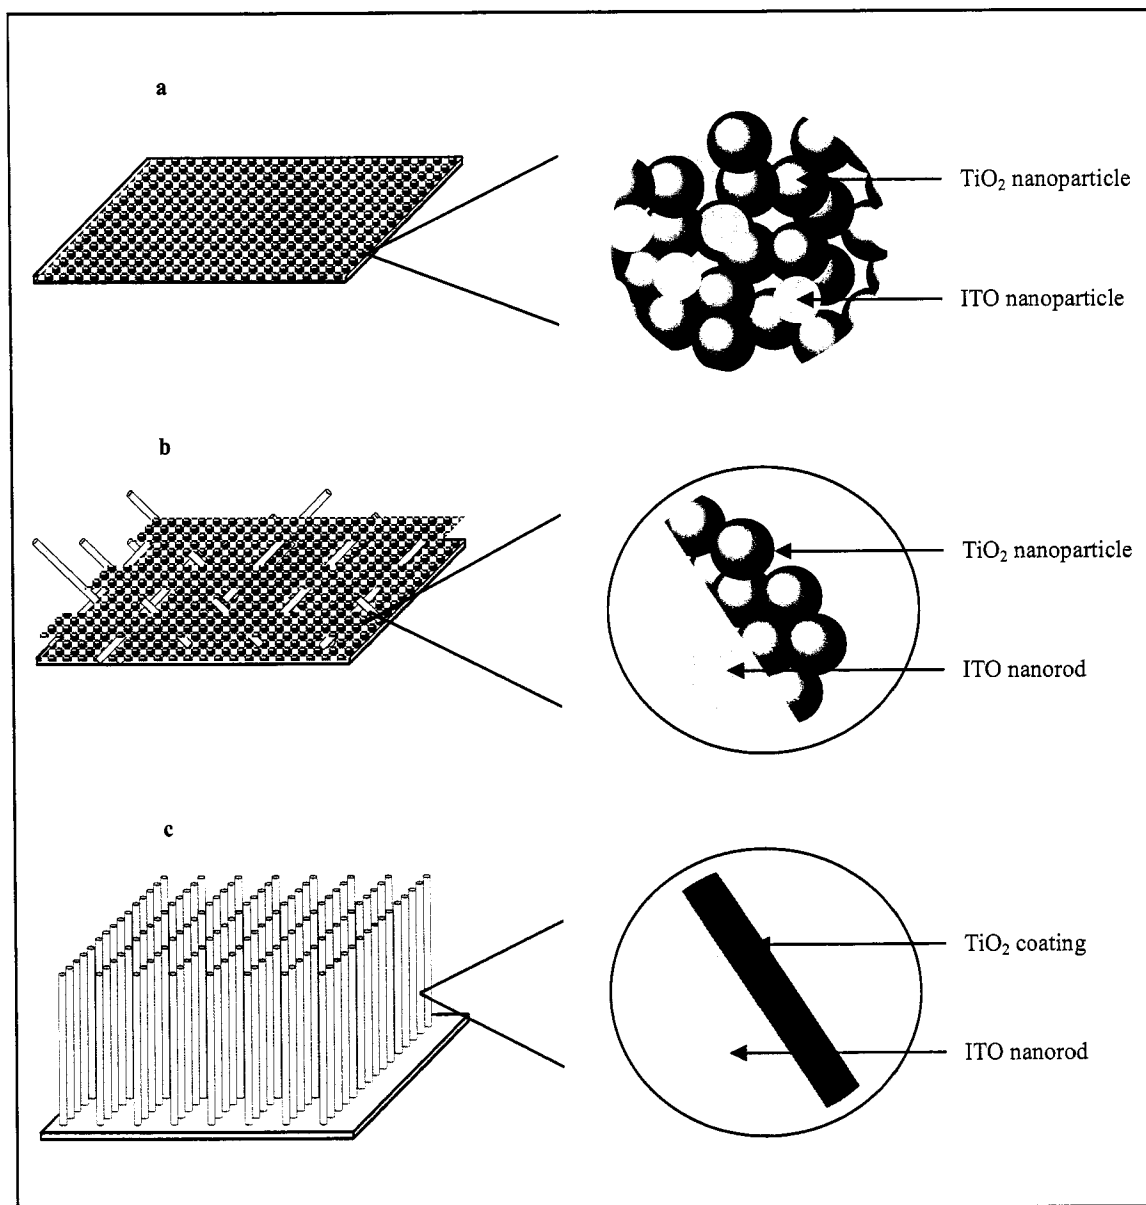 a
TiO₂ nanoparticle
ITO nanoparticle
b
TiO₂ nanoparticle
ITO nanorod
c
TiO₂ coating
ITO nanorod